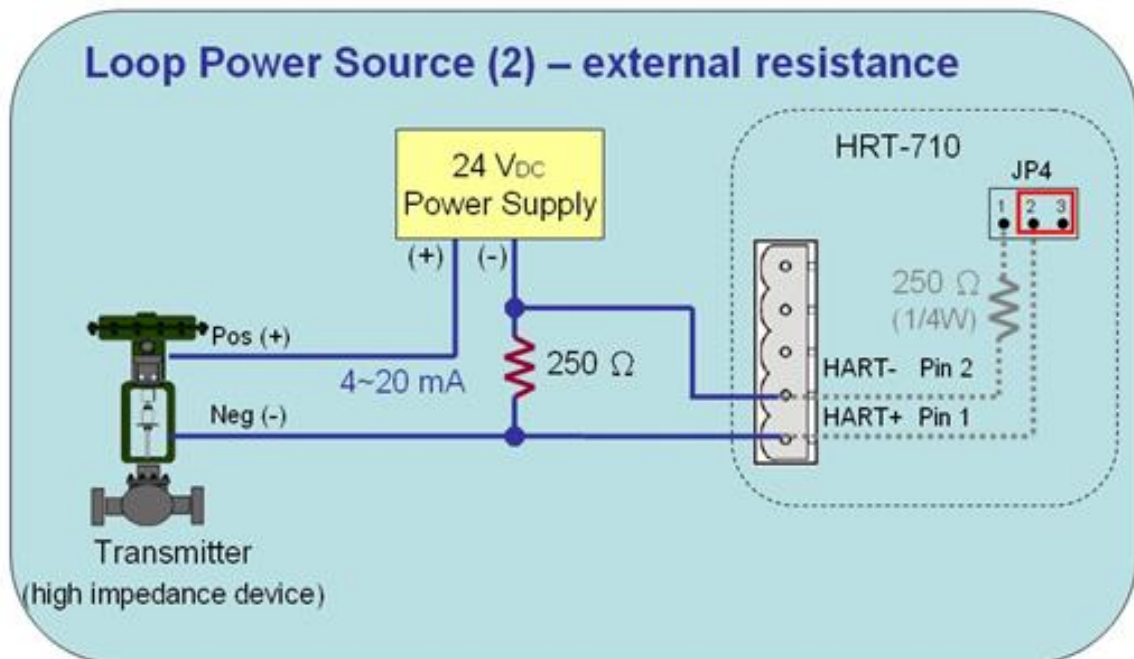 Loop Power Source (2) – external resistance
24 VDC
Power Supply
(+)
(-)
HRT-710
JP4
1 2 3
250 Ω
(1/4W)
Pos (+)
4~20 mA
250 Ω
HART- Pin 2
Neg (-)
HART+ Pin 1
Transmitter
(high impedance device)